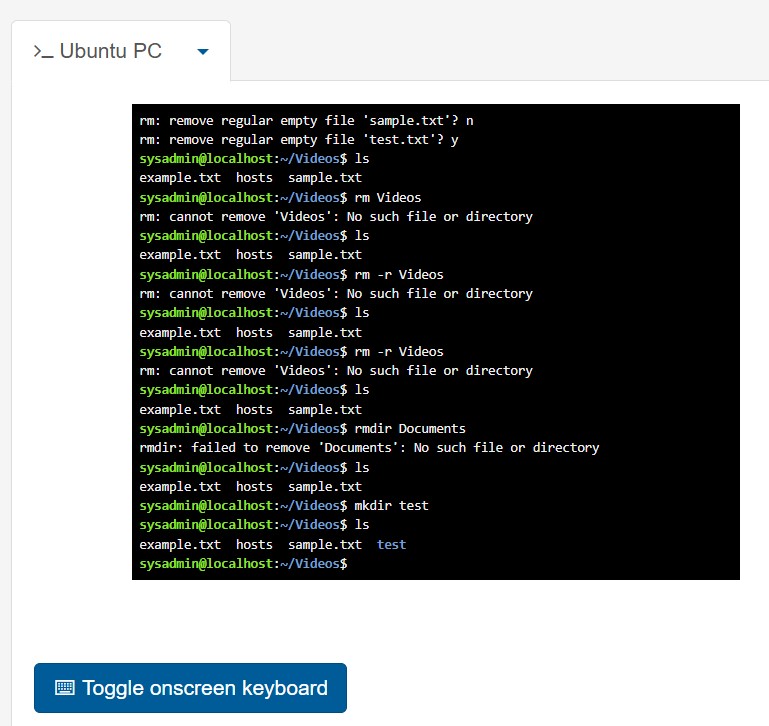 >_ Ubuntu PC
rm: remove regular empty file 'sample.txt'? n
rm: remove regular empty file 'test.txt'? y
sysadmin@localhost:~/Videos$ ls
example.txt  hosts  sample.txt
sysadmin@localhost:~/Videos$ rm Videos
rm: cannot remove 'Videos': No such file or directory
sysadmin@localhost:~/Videos$ ls
example.txt  hosts  sample.txt
sysadmin@localhost:~/Videos$ rm -r Videos
rm: cannot remove 'Videos': No such file or directory
sysadmin@localhost:~/Videos$ ls
example.txt  hosts  sample.txt
sysadmin@localhost:~/Videos$ rm -r Videos
rm: cannot remove 'Videos': No such file or directory
sysadmin@localhost:~/Videos$ ls
example.txt  hosts  sample.txt
sysadmin@localhost:~/Videos$ rmdir Documents
rmdir: failed to remove 'Documents': No such file or directory
sysadmin@localhost:~/Videos$ ls
example.txt  hosts  sample.txt
sysadmin@localhost:~/Videos$ mkdir test
sysadmin@localhost:~/Videos$ ls
example.txt  hosts  sample.txt  test
sysadmin@localhost:~/Videos$
Toggle onscreen keyboard